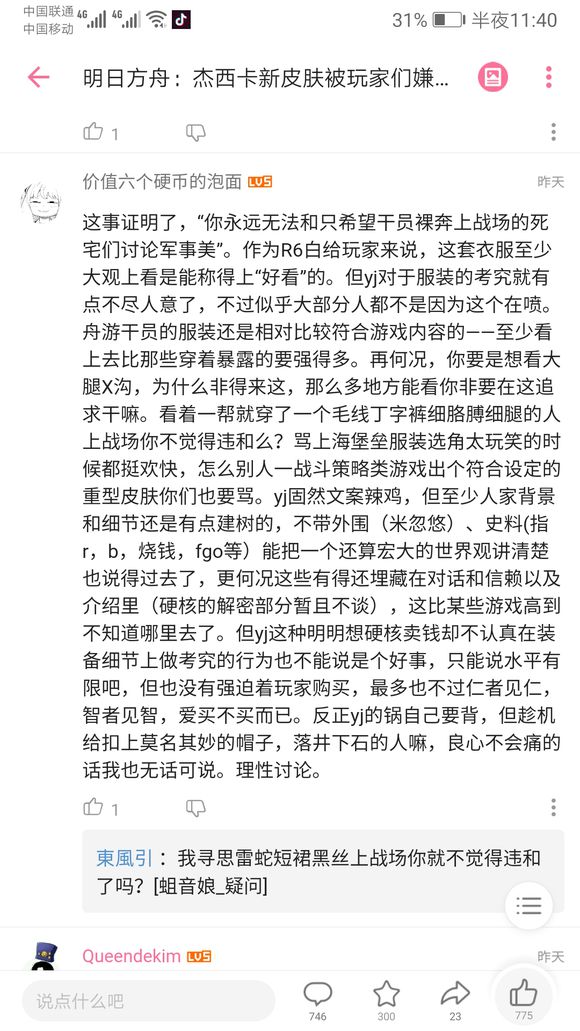 中国联通
中国移动
4G
4G
31%
半夜11:40
明日方舟：杰西卡新皮肤被玩家们嫌...
1
价值六个硬币的泡面 LV5
昨天
这事证明了，“你永远无法和只希望干员裸奔上战场的死
宅们讨论军事美”。作为R6白给玩家来说，这套衣服至少
大观上看是能称得上“好看”的。但yj对于服装的考究就有
点不尽人意了，不过似乎大部分人都不是因为这个在喷。
舟游干员的服装还是相对比较符合游戏内容的——至少看
上去比那些穿着暴露的要强得多。再何况，你要是想看大
腿X沟，为什么非得来这，那么多地方能看你非要在这追
求干嘛。看着一帮就穿了一个毛线丁字裤细胳膊细腿的人
上战场你不觉得违和么？骂上海堡垒服装选角太玩笑的时
候都挺欢快，怎么别人一战斗策略类游戏出个符合设定的
重型皮肤你们也要骂。yj固然文案辣鸡，但至少人家背景
和细节还是有点建树的，不带外围（米忽悠）、史料(指
r，b，烧钱，fgo等）能把一个还算宏大的世界观讲清楚
也说得过去了，更何况这些有得还埋藏在对话和信赖以及
介绍里（硬核的解密部分暂且不谈），这比某些游戏高到
不知道哪里去了。但yj这种明明想硬核卖钱却不认真在装
备细节上做考究的行为也不能说是个好事，只能说水平有
限吧，但也没有强迫着玩家购买，最多也不过仁者见仁，
智者见智，爱买不买而已。反正yj的锅自己要背，但趁机
给扣上莫名其妙的帽子，落井下石的人嘛，良心不会痛的
话我也无话可说。理性讨论。
1
東風引：我寻思雷蛇短裙黑丝上战场你就不觉得违和
了吗？[蛆音娘_疑问]
Queendekim LV5
昨天
说点什么吧
746
300
23
775